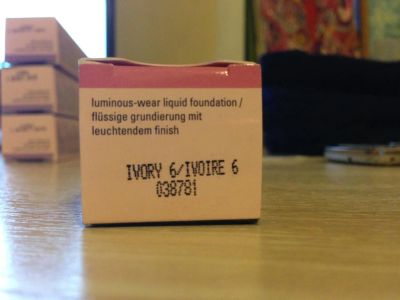 luminous-wear liquid foundation /
flüssige grundierung mit
leuchtendem finish
IVORY 6/IVOIRE 6
038781